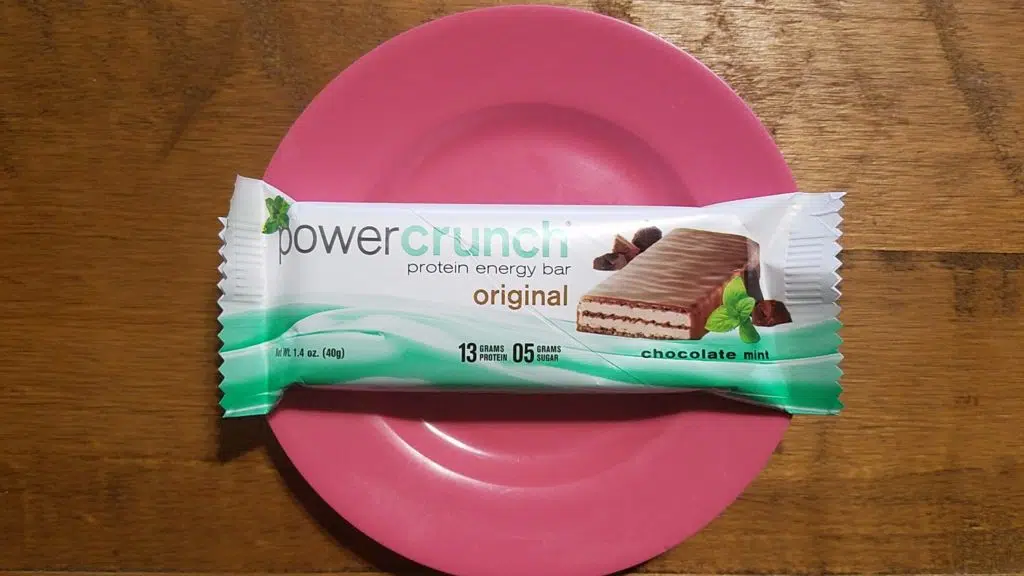 powercrunch®
protein energy bar
original
Net Wt. 1.4 oz. (40g)
13 GRAMS PROTEIN 05 GRAMS SUGAR
chocolate mint